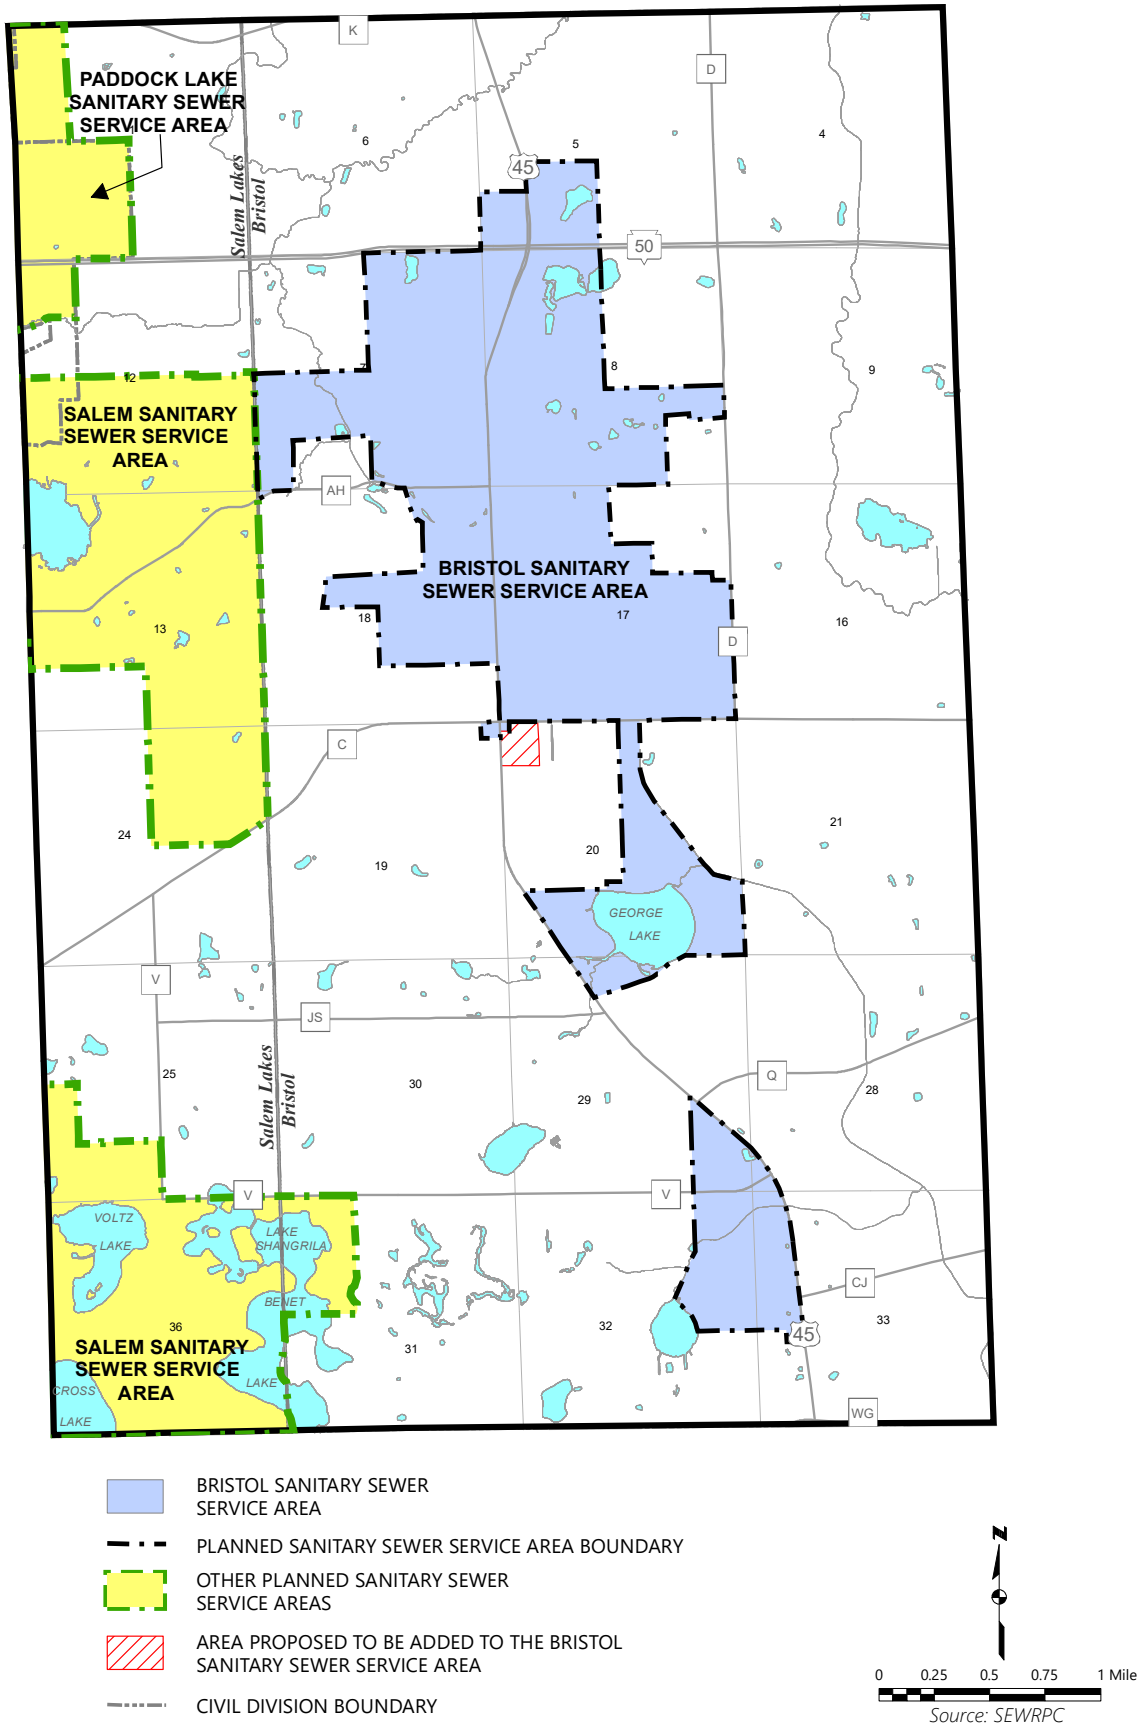 K
D
PADDOCK LAKE
SANITARY SEWER
SERVICE AREA
6
5
4
45
Salem Lakes
Bristol
50
7
8
9
12
SALEM SANITARY
SEWER SERVICE
AREA
AH
BRISTOL SANITARY
SEWER SERVICE AREA
13
18
17
16
D
C
24
19
20
21
GEORGE
LAKE
V
JS
Salem Lakes
Bristol
25
30
29
Q
28
V
V
VOLTZ
LAKE
LAKE
SHANGRILA
BENET
LAKE
CJ
36
31
32
33
45
SALEM SANITARY
SEWER SERVICE
AREA
CROSS
LAKE
WG
BRISTOL SANITARY SEWER
SERVICE AREA
PLANNED SANITARY SEWER SERVICE AREA BOUNDARY
OTHER PLANNED SANITARY SEWER
SERVICE AREAS
AREA PROPOSED TO BE ADDED TO THE BRISTOL
SANITARY SEWER SERVICE AREA
CIVIL DIVISION BOUNDARY
N
0 0.25 0.5 0.75 1 Mile
Source: SEWRPC